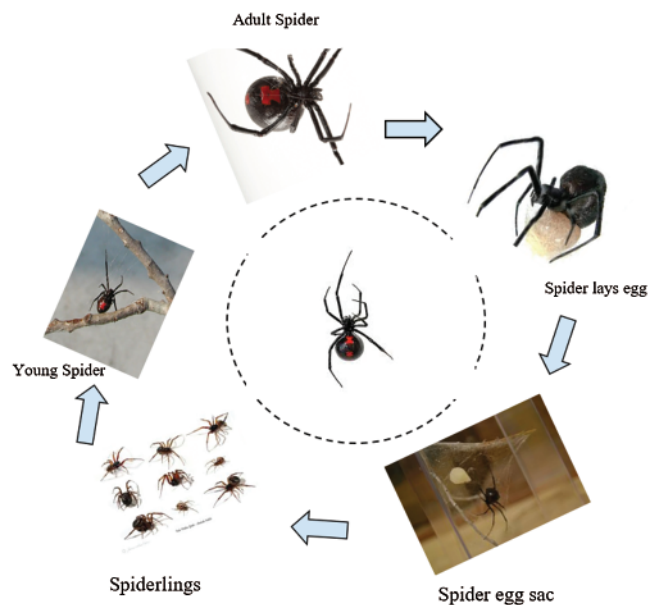 Adult Spider
Spider lays egg
Young Spider
Spiderlings
Spider egg sac